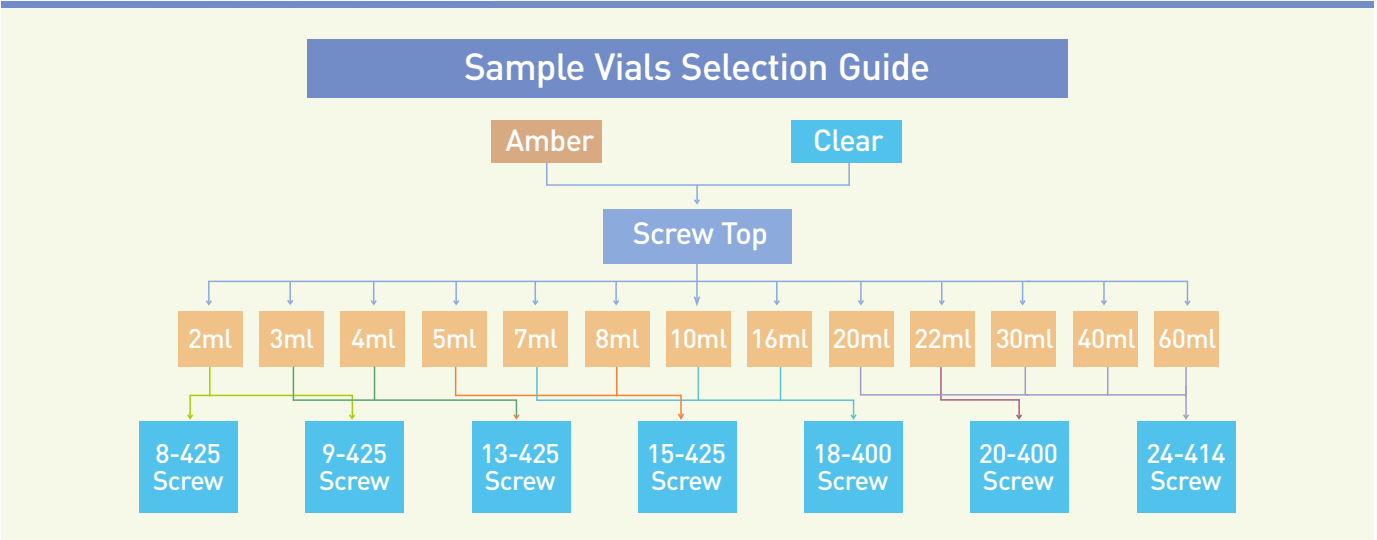 Sample Vials Selection Guide
Amber
Clear
Screw Top
2ml
3ml
4ml
5ml
7ml
8ml
10ml
16ml
20ml
22ml
30ml
40ml
60ml
8-425
Screw
9-425
Screw
13-425
Screw
15-425
Screw
18-400
Screw
20-400
Screw
24-414
Screw